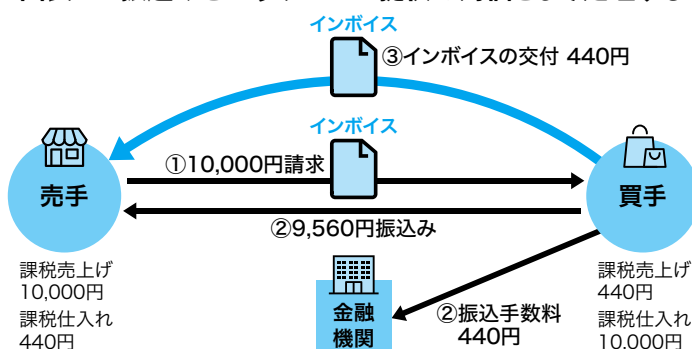 インボイス
③インボイスの交付 440円
インボイス
①10,000円請求
売手
買手
②9,560円振込み
課税売上げ
10,000円
課税仕入れ
440円
金融
機関
②振込手数料
440円
課税売上げ
440円
課税仕入れ
10,000円